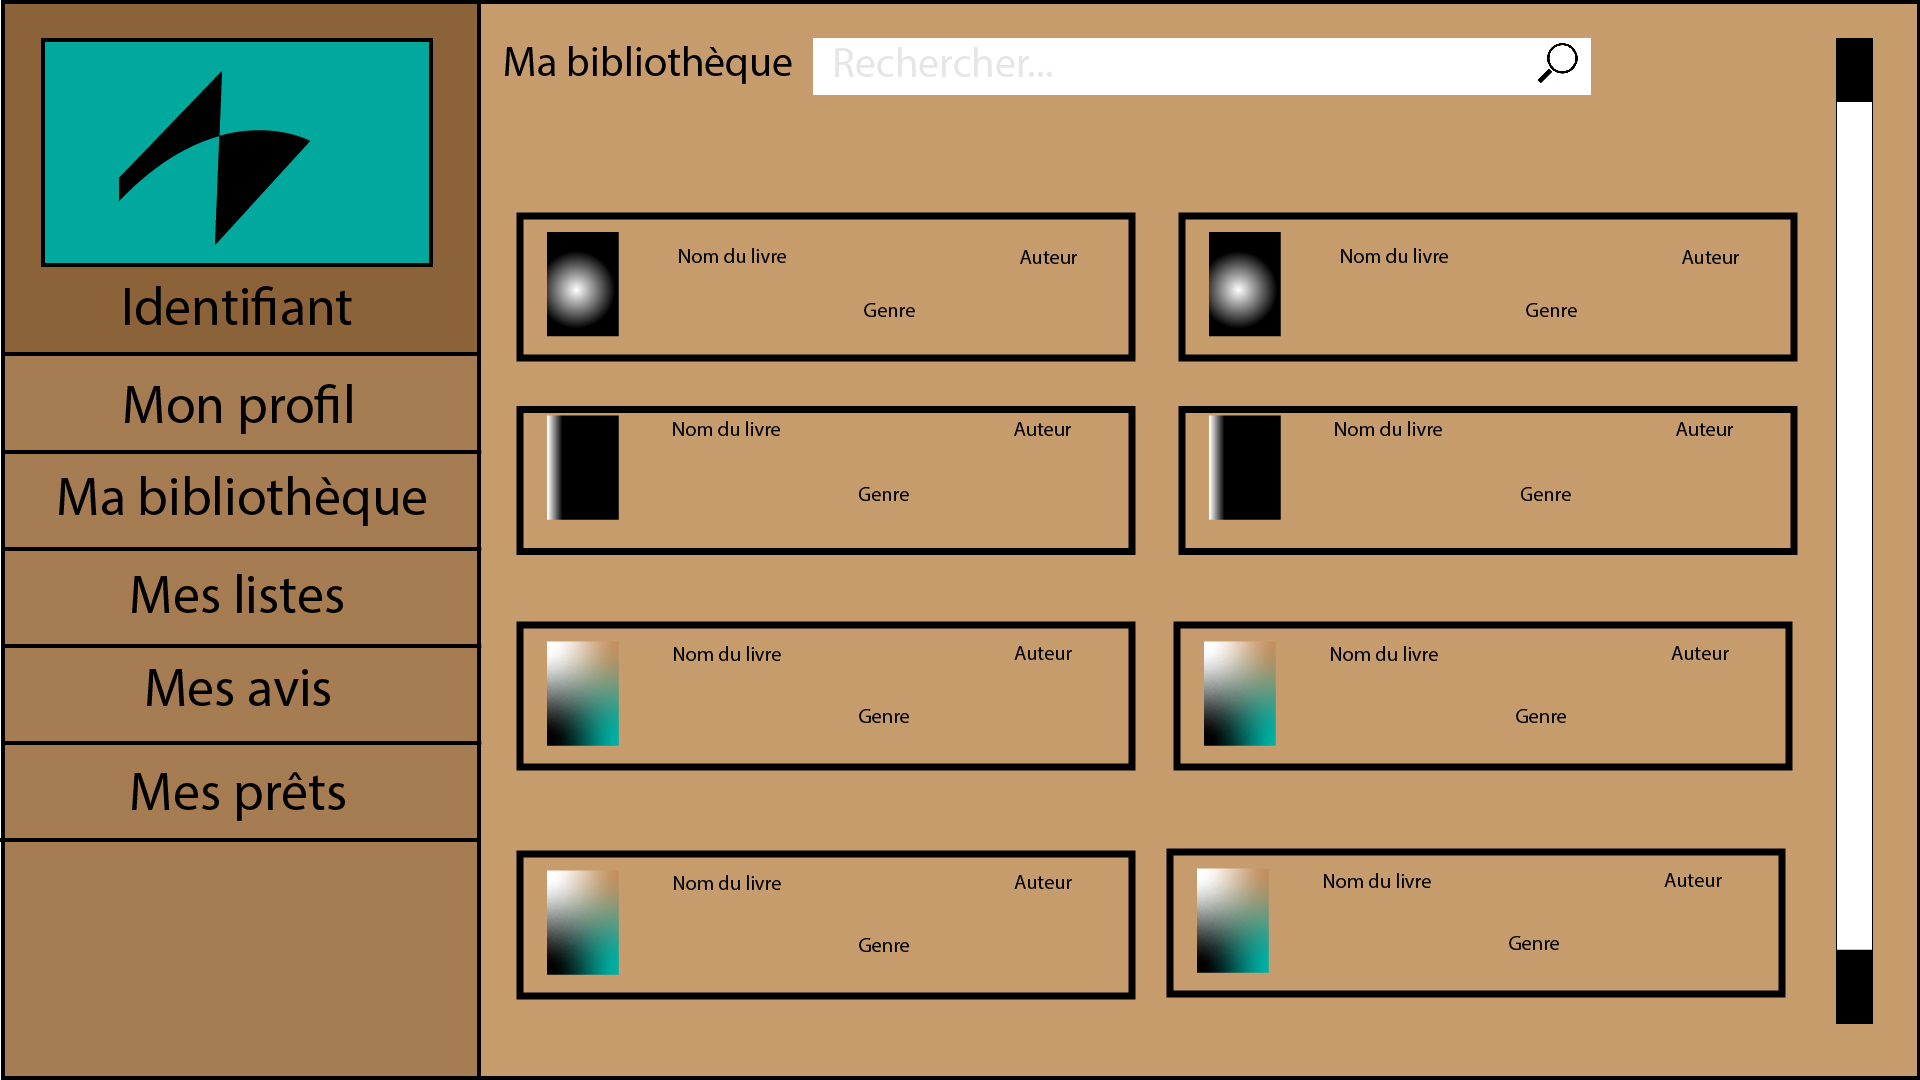 Identifiant
Mon profil
Ma bibliothèque
Mes listes
Mes avis
Mes prêts
Ma bibliothèque
Rechercher...
Nom du livre
Auteur
Genre
Nom du livre
Auteur
Genre
Nom du livre
Auteur
Genre
Nom du livre
Auteur
Genre
Nom du livre
Auteur
Genre
Nom du livre
Auteur
Genre
Nom du livre
Auteur
Genre
Nom du livre
Auteur
Genre